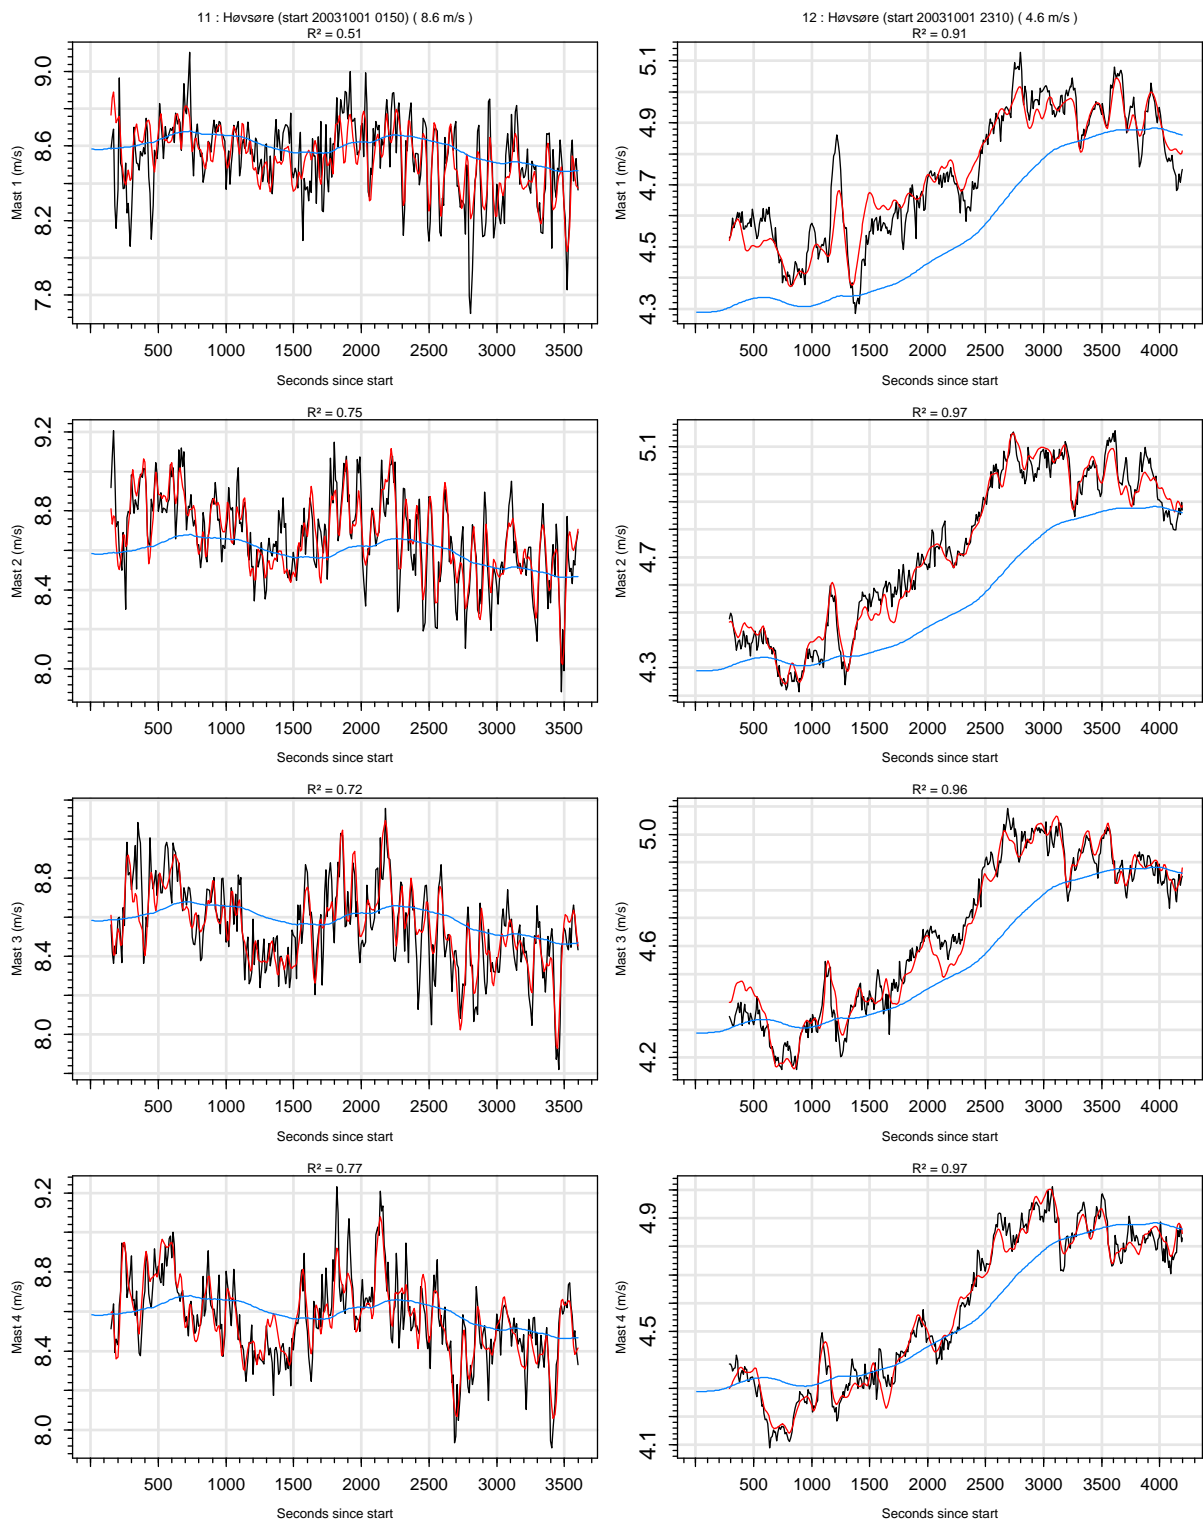 11 : Høvsøre (start 20031001 0150) ( 8.6 m/s )
R² = 0.51
Mast 1 (m/s)
9.0
8.6
8.2
7.8
500 1000 1500 2000 2500 3000 3500
Seconds since start
12 : Høvsøre (start 20031001 2310) ( 4.6 m/s )
R² = 0.91
Mast 1 (m/s)
5.1
4.9
4.7
4.5
4.3
500 1000 1500 2000 2500 3000 3500 4000
Seconds since start
R² = 0.75
Mast 2 (m/s)
9.2
8.8
8.4
8.0
500 1000 1500 2000 2500 3000 3500
Seconds since start
R² = 0.97
Mast 2 (m/s)
5.1
4.7
4.3
500 1000 1500 2000 2500 3000 3500 4000
Seconds since start
R² = 0.72
Mast 3 (m/s)
8.8
8.4
8.0
500 1000 1500 2000 2500 3000 3500
Seconds since start
R² = 0.96
Mast 3 (m/s)
5.0
4.6
4.2
500 1000 1500 2000 2500 3000 3500 4000
Seconds since start
R² = 0.77
Mast 4 (m/s)
9.2
8.8
8.4
8.0
500 1000 1500 2000 2500 3000 3500
Seconds since start
R² = 0.97
Mast 4 (m/s)
4.9
4.5
4.1
500 1000 1500 2000 2500 3000 3500 4000
Seconds since start